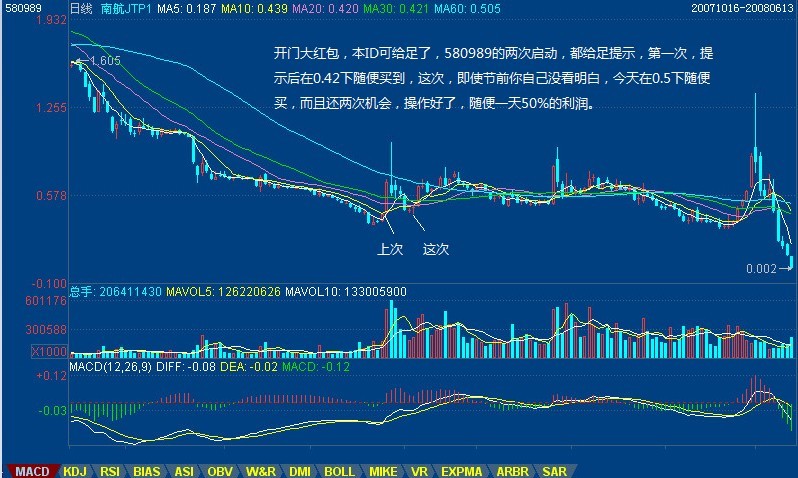 580989 日线 南航JTP1 MA5: 0.187 MA10: 0.439 MA20: 0.420 MA30: 0.421 MA60: 0.505 20071016-20080613
1.932
开门大红包，本ID可给足了，580989的两次启动，都给足提示，第一次，提
示后在0.42下随便买到，这次，即使节前你自己没看明白，今天在0.5下随便
买，而且还两次机会，操作好了，随便一天50%的利润。
1.605
1.255
0.578
上次 这次
0.002
-0.100
总手: 206411430 MAVOL5: 126220626 MAVOL10: 133005900
601176
300588
X1000
MACD(12,26,9) DIFF: -0.08 DEA: -0.02 MACD: -0.12
+0.12
-0.03
MACD KDJ RSI BIAS ASI OBV W&R DMI BOLL MIKE VR EXPMA ARBR SAR